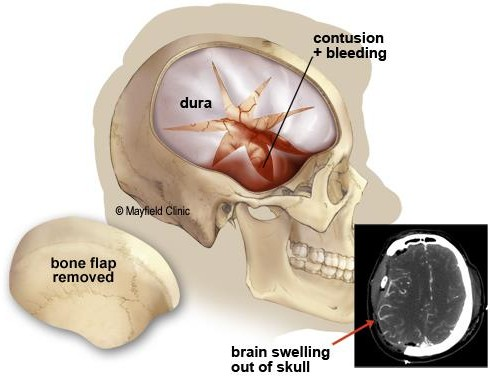 contusion
+ bleeding
dura
© Mayfield Clinic
bone flap
removed
brain swelling
out of skull